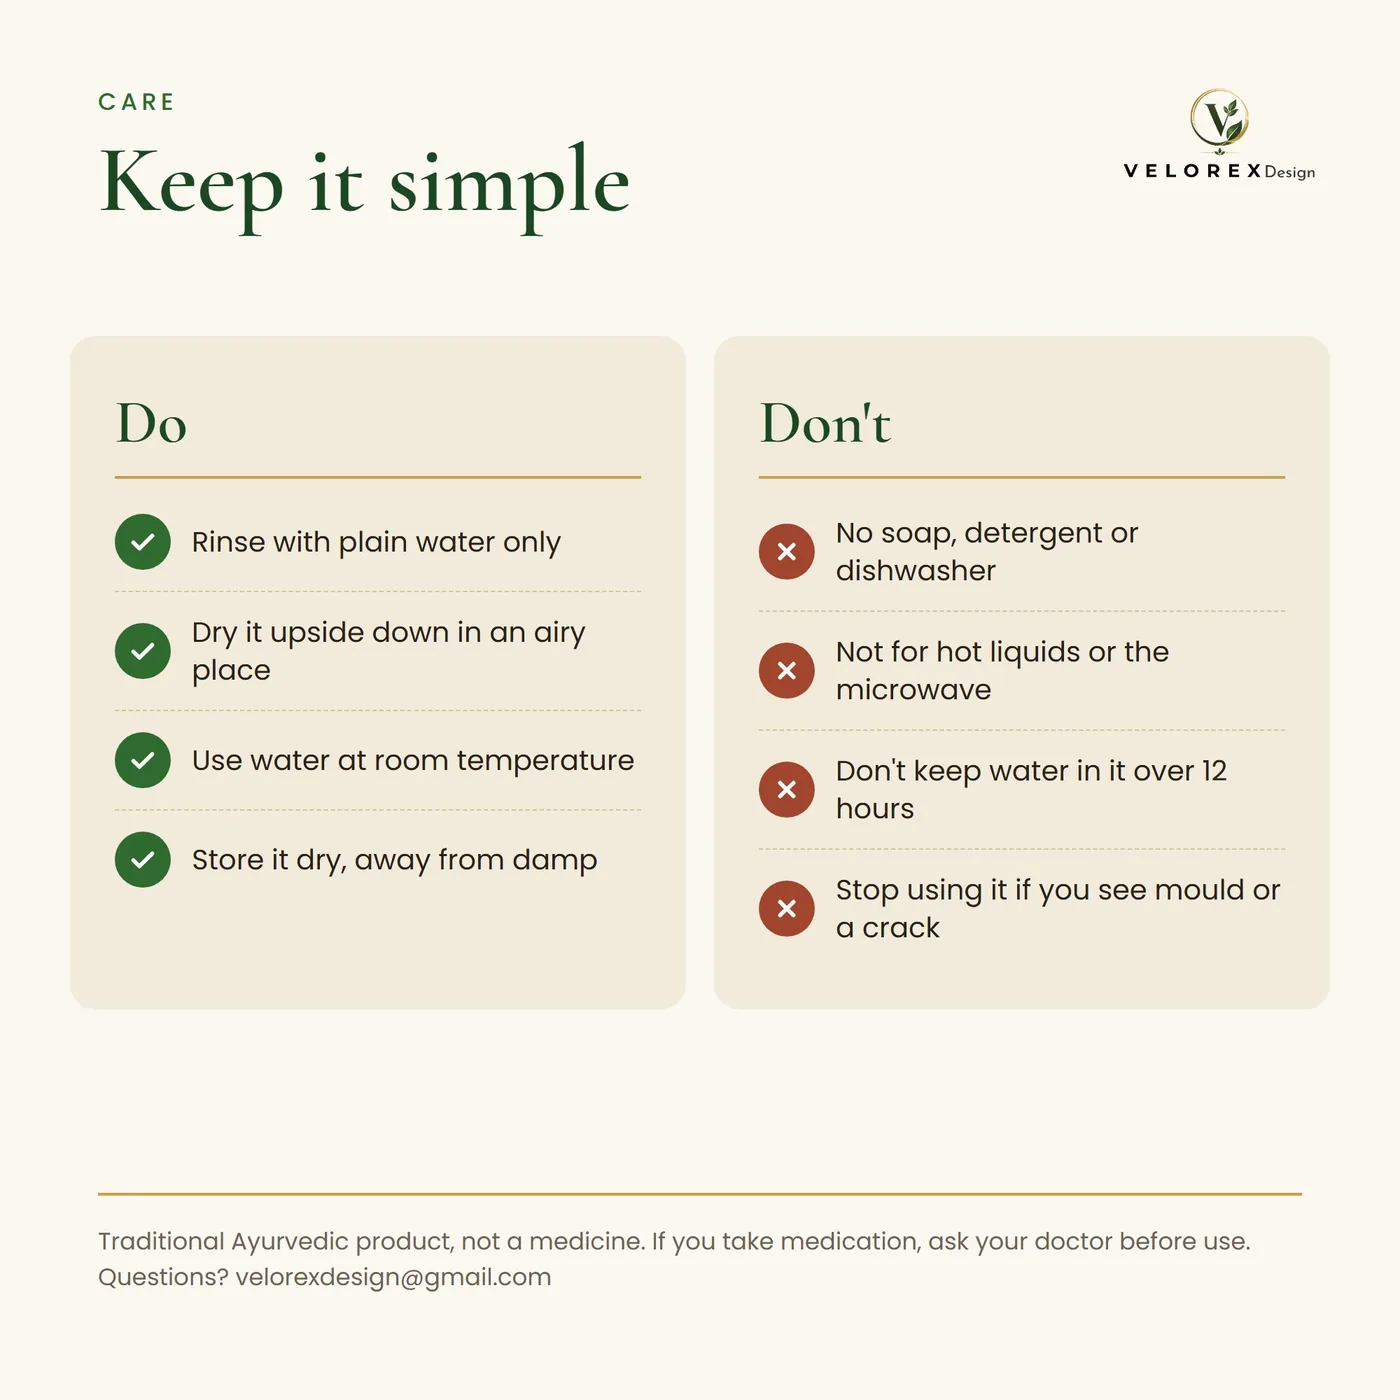 CARE
Keep it simple
VELOREX Design
Do
Rinse with plain water only
Dry it upside down in an airy
place
Use water at room temperature
Store it dry, away from damp
Don't
No soap, detergent or
dishwasher
Not for hot liquids or the
microwave
Don't keep water in it over 12
hours
Stop using it if you see mould or
a crack
Traditional Ayurvedic product, not a medicine. If you take medication, ask your doctor before use.
Questions? velorexdesign@gmail.com